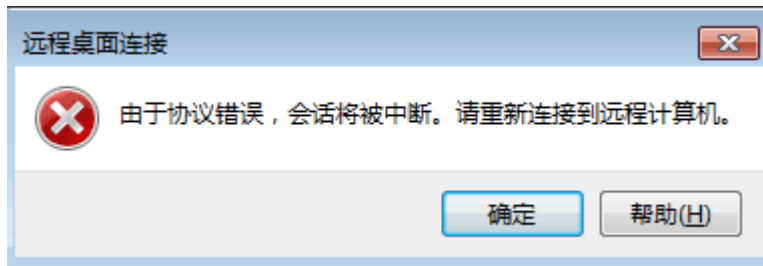 远程桌面连接
由于协议错误，会话将被中断。请重新连接到远程计算机。
确定
帮助(H)